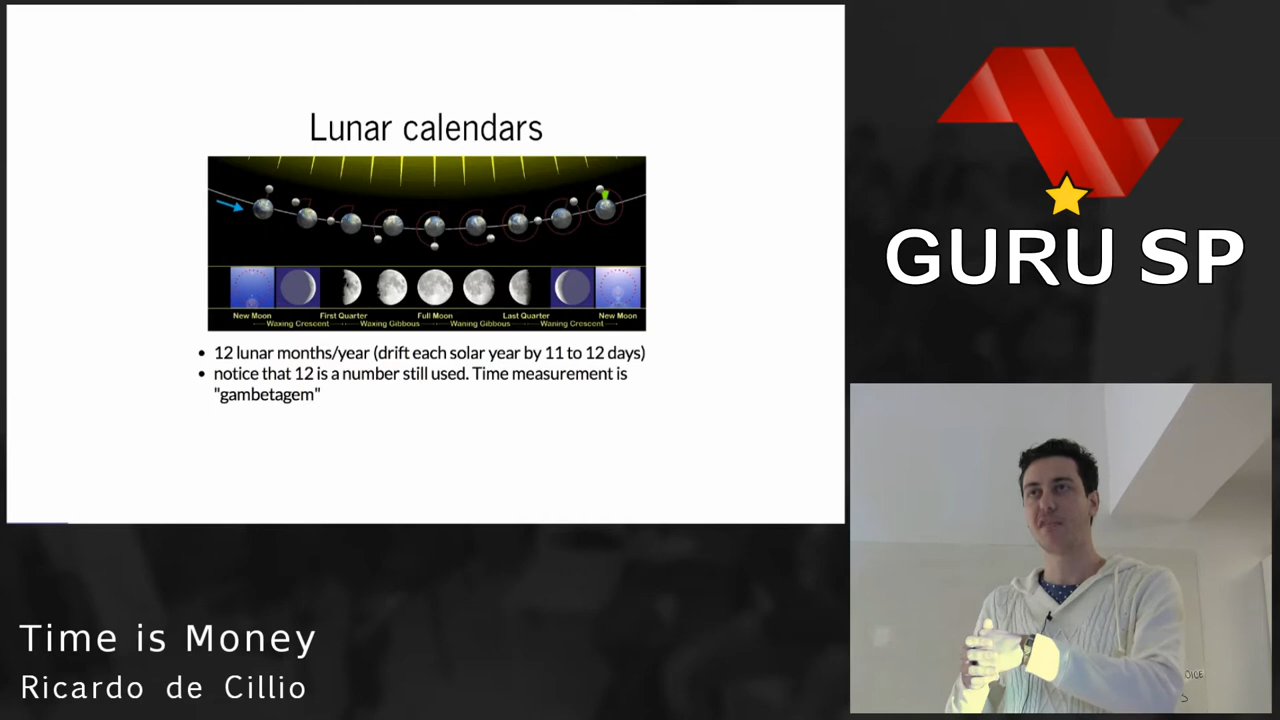 Lunar calendars
New Moon
First Quarter
Full Moon
Last Quarter
New Moon
Waxing Crescent
Waxing Gibbous
Waning Gibbous
Waning Crescent
• 12 lunar months/year (drift each solar year by 11 to 12 days)
• notice that 12 is a number still used. Time measurement is
"gambetagem"
GURU SP
OICE
S
Time is Money
Ricardo de Cillio